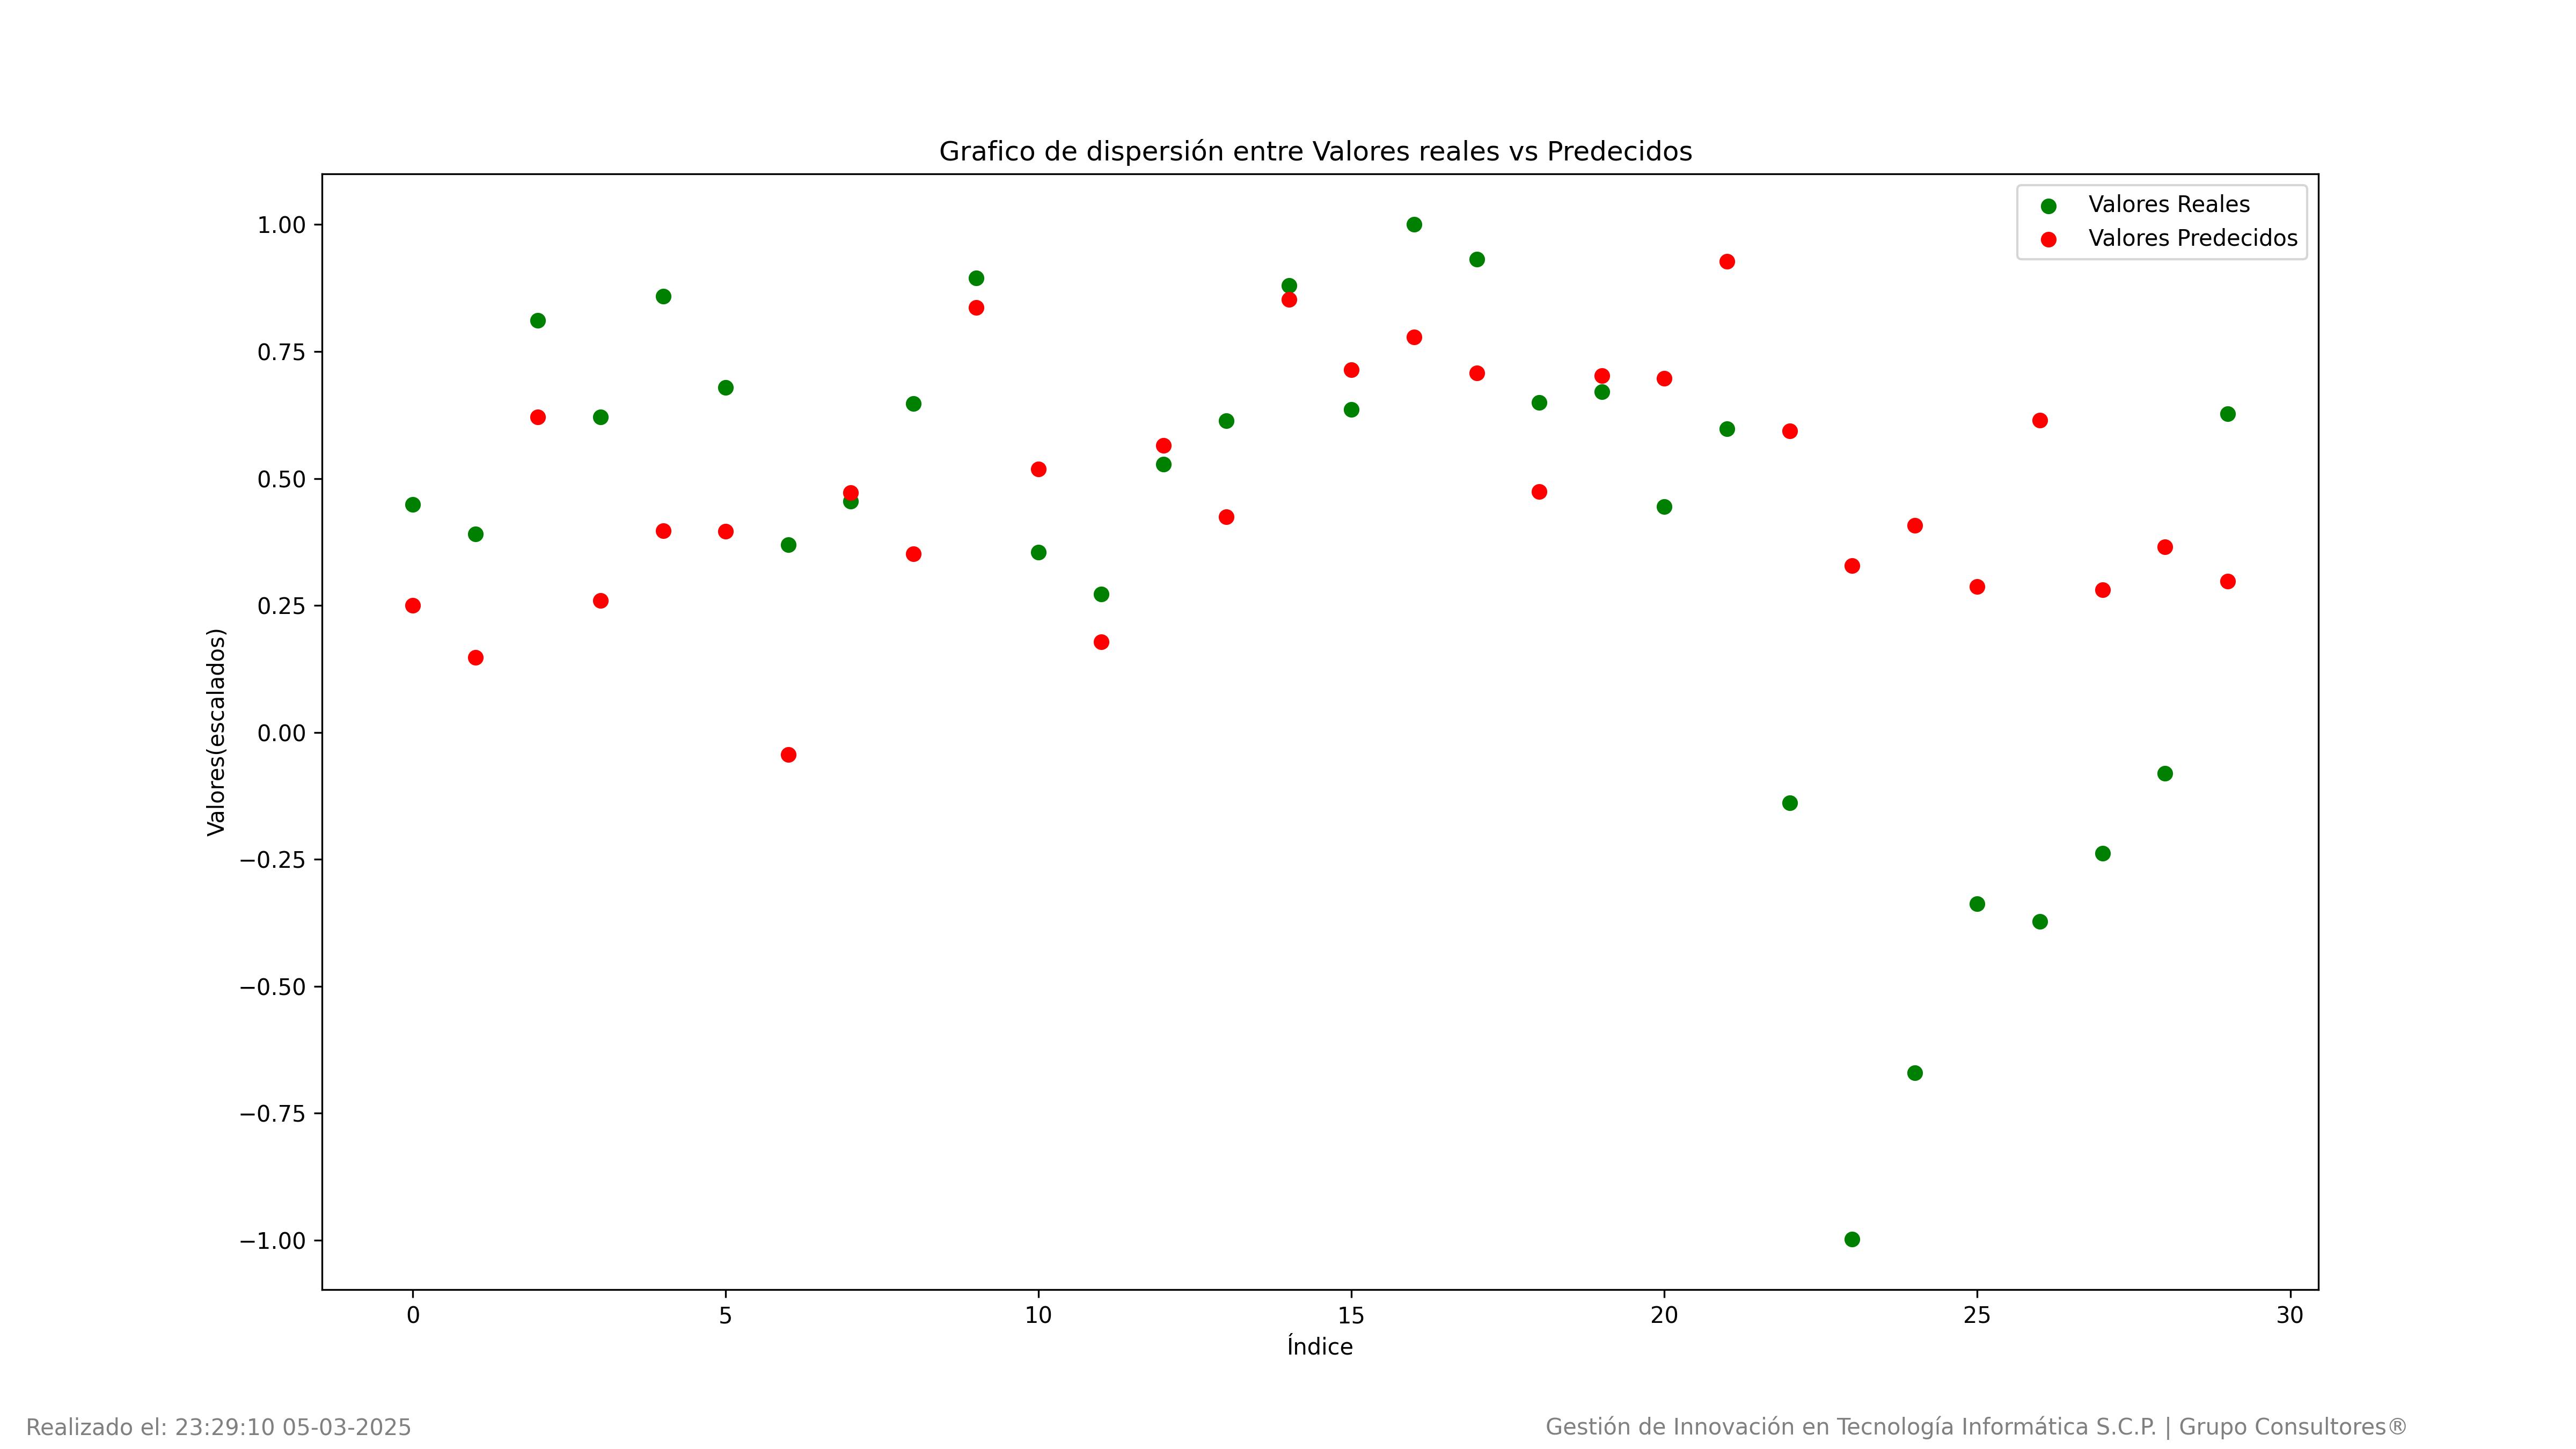 Grafico de dispersión entre Valores reales vs Predecidos
Valores Reales
Valores Predecidos
1.00
0.75
0.50
0.25
0.00
−0.25
−0.50
−0.75
−1.00
Valores(escalados)
0 5 10 15 20 25 30
Índice
Realizado el: 23:29:10 05-03-2025
Gestión de Innovación en Tecnología Informática S.C.P. | Grupo Consultores®